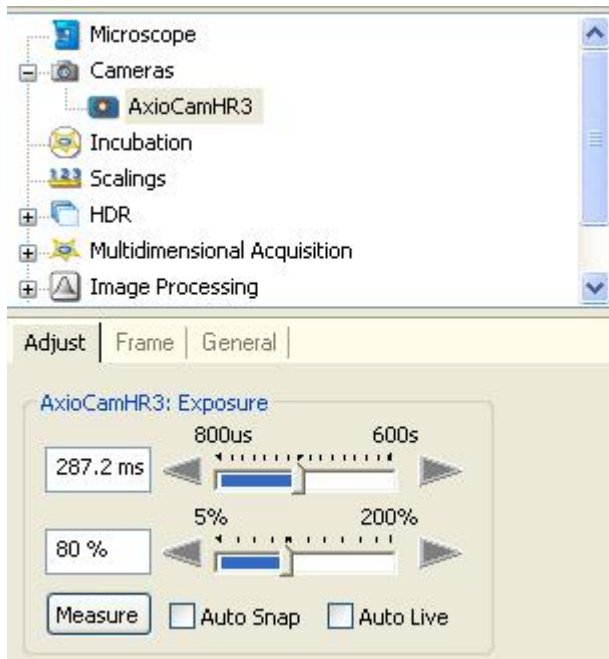 Microscope
Cameras
AxioCamHR3
Incubation
123 Scalings
HDR
Multidimensional Acquisition
Image Processing
Adjust Frame General
AxioCamHR3: Exposure
800us 600s
287.2 ms
5% 200%
80 %
Measure Auto Snap Auto Live